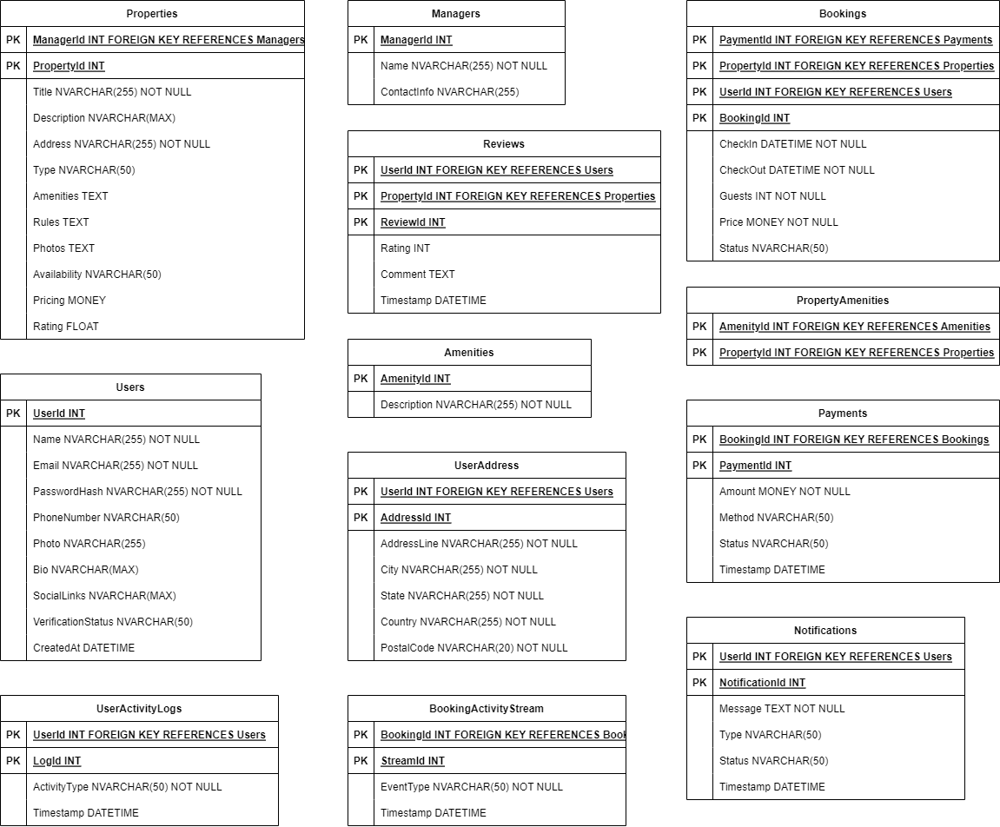 Properties
PK ManagerId INT FOREIGN KEY REFERENCES Managers
PK PropertyId INT
Title NVARCHAR(255) NOT NULL
Description NVARCHAR(MAX)
Address NVARCHAR(255) NOT NULL
Type NVARCHAR(50)
Amenities TEXT
Rules TEXT
Photos TEXT
Availability NVARCHAR(50)
Pricing MONEY
Rating FLOAT
Users
PK UserId INT
Name NVARCHAR(255) NOT NULL
Email NVARCHAR(255) NOT NULL
PasswordHash NVARCHAR(255) NOT NULL
PhoneNumber NVARCHAR(50)
Photo NVARCHAR(255)
Bio NVARCHAR(MAX)
SocialLinks NVARCHAR(MAX)
VerificationStatus NVARCHAR(50)
CreatedAt DATETIME
UserActivityLogs
PK UserId INT FOREIGN KEY REFERENCES Users
PK LogId INT
ActivityType NVARCHAR(50) NOT NULL
Timestamp DATETIME
Managers
PK ManagerId INT
Name NVARCHAR(255) NOT NULL
ContactInfo NVARCHAR(255)
Reviews
PK UserId INT FOREIGN KEY REFERENCES Users
PK PropertyId INT FOREIGN KEY REFERENCES Properties
PK ReviewId INT
Rating INT
Comment TEXT
Timestamp DATETIME
Amenities
PK AmenityId INT
Description NVARCHAR(255) NOT NULL
UserAddress
PK UserId INT FOREIGN KEY REFERENCES Users
PK AddressId INT
AddressLine NVARCHAR(255) NOT NULL
City NVARCHAR(255) NOT NULL
State NVARCHAR(255) NOT NULL
Country NVARCHAR(255) NOT NULL
PostalCode NVARCHAR(20) NOT NULL
BookingActivityStream
PK BookingId INT FOREIGN KEY REFERENCES
PK StreamId INT
EventType NVARCHAR(50) NOT NULL
Timestamp DATETIME
Bookings
PK PaymentId INT FOREIGN KEY REFERENCES Payments
PK PropertyId INT FOREIGN KEY REFERENCES Properties
PK UserId INT FOREIGN KEY REFERENCES Users
PK BookingId INT
CheckIn DATETIME NOT NULL
CheckOut DATETIME NOT NULL
Guests INT NOT NULL
Price MONEY NOT NULL
Status NVARCHAR(50)
PropertyAmenities
PK AmenityId INT FOREIGN KEY REFERENCES Amenities
PK PropertyId INT FOREIGN KEY REFERENCES Properties
Payments
PK BookingId INT FOREIGN KEY REFERENCES Bookings
PK PaymentId INT
Amount MONEY NOT NULL
Method NVARCHAR(50)
Status NVARCHAR(50)
Timestamp DATETIME
Notifications
PK UserId INT FOREIGN KEY REFERENCES Users
PK NotificationId INT
Message TEXT NOT NULL
Type NVARCHAR(50)
Status NVARCHAR(50)
Timestamp DATETIME